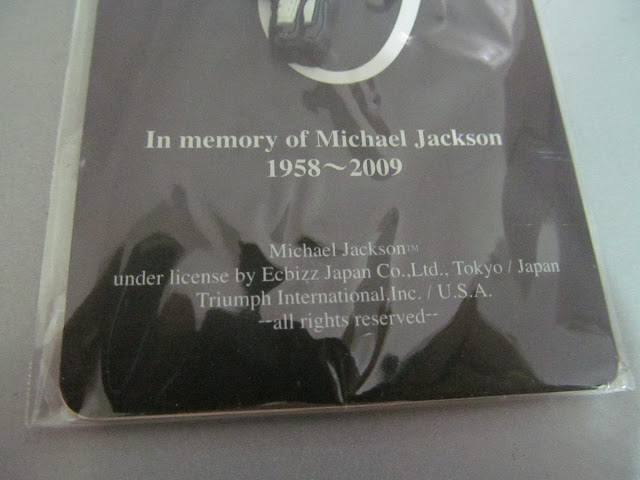 In memory of Michael Jackson
1958～2009
Michael Jackson™
under license by Ecbizz Japan Co.,Ltd., Tokyo / Japan
Triumph International,Inc. / U.S.A.
--all rights reserved--